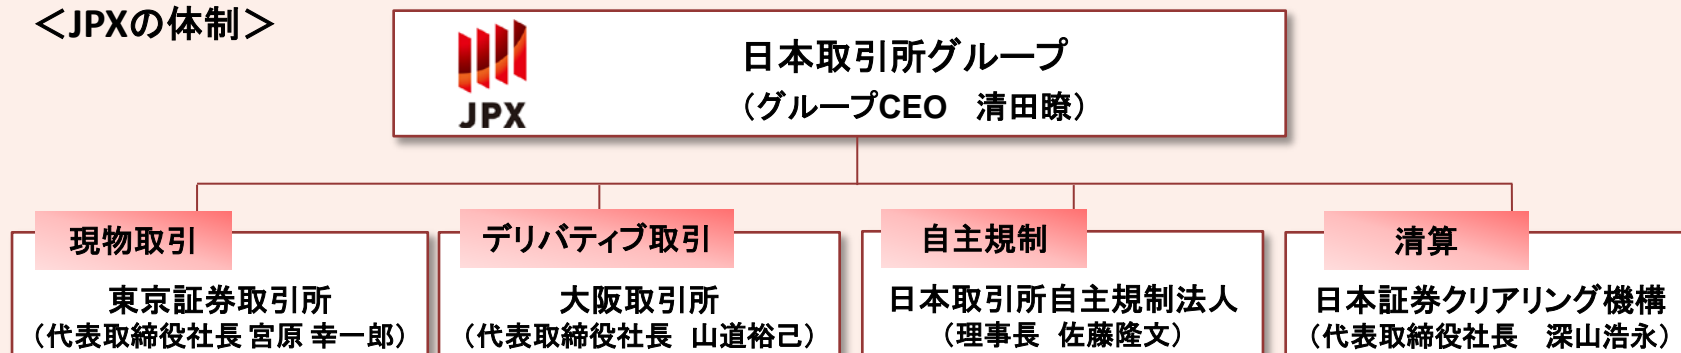 ＜JPXの体制＞
JPX
日本取引所グループ
（グループCEO　清田瞭）
現物取引
東京証券取引所
（代表取締役社長 宮原 幸一郎）
デリバティブ取引
大阪取引所
（代表取締役社長　山道裕己）
自主規制
日本取引所自主規制法人
（理事長　佐藤隆文）
清算
日本証券クリアリング機構
（代表取締役社長　深山浩永）